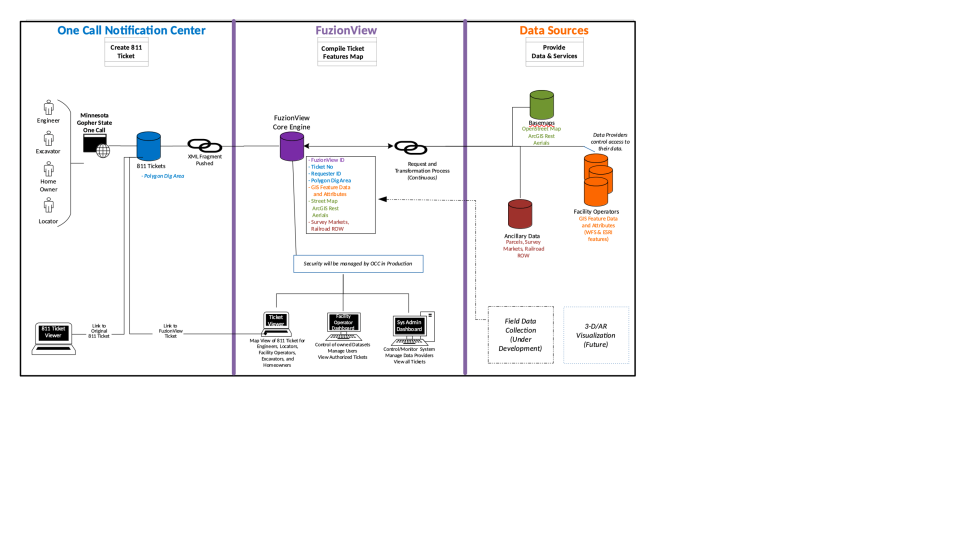 One Call Notification Center
Create 811
Ticket
Engineer
Excavator
Home
Owner
Locator
Minnesota
Gopher State
One Call
811 Tickets
- Polygon Dig Area
XML Fragment
Pushed
811 Ticket
Viewer
Link to
Original
811 Ticket
Link to
FuzionView
Ticket
FuzionView
Compile Ticket
Features Map
FuzionView
Core Engine
- FuzionView ID
- Ticket No
- Requester ID
- Polygon Dig Area
- GIS Feature Data
and Attributes
- Street Map
ArcGIS Rest
Aerials
- Survey Markets,
Railroad ROW
Request and
Transformation Process
(Continuous)
Security will be managed by OCC in Production
Ticket
Viewer
Map View of 811 Ticket for
Engineers, Locators,
Facility Operators,
Excavators, and
Homeowners
Facility
Operator
Dashboard
Control of owned Datasets
Manage Users
View Authorized Tickets
Sys Admin
Dashboard
Control/Monitor System
Manage Data Providers
View all Tickets
Data Sources
Provide
Data & Services
Basemaps
OpenStreet Map
ArcGIS Rest
Aerials
Data Providers
control access to
their data.
Facility Operators
GIS Feature Data
and Attributes
(WFS & ESRI
features)
Ancillary Data
Parcels, Survey
Markets, Railroad
ROW
Field Data
Collection
(Under
Development)
3-D/AR
Visualization
(Future)